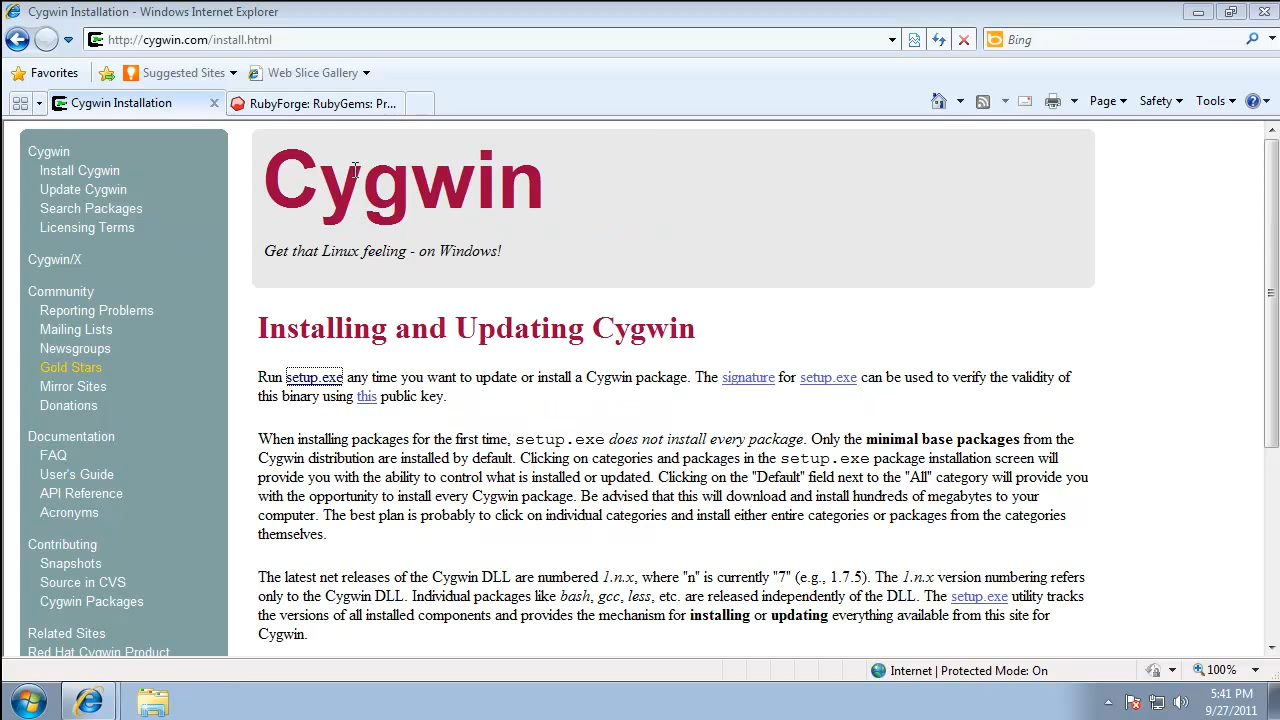 Cygwin Installation - Windows Internet Explorer
http://cygwin.com/install.html
Bing
Favorites
Suggested Sites
Web Slice Gallery
Cygwin Installation
RubyForge: RubyGems: Pr...
Page
Safety
Tools
Cygwin
Install Cygwin
Update Cygwin
Search Packages
Licensing Terms
Cygwin/X
Community
Reporting Problems
Mailing Lists
Newsgroups
Gold Stars
Mirror Sites
Donations
Documentation
FAQ
User's Guide
API Reference
Acronyms
Contributing
Snapshots
Source in CVS
Cygwin Packages
Related Sites
Red Hat Cygwin Product
Cygwin
Get that Linux feeling - on Windows!
Installing and Updating Cygwin
Run setup.exe any time you want to update or install a Cygwin package. The signature for setup.exe can be used to verify the validity of
this binary using this public key.
When installing packages for the first time, setup.exe does not install every package. Only the minimal base packages from the
Cygwin distribution are installed by default. Clicking on categories and packages in the setup.exe package installation screen will
provide you with the ability to control what is installed or updated. Clicking on the "Default" field next to the "All" category will provide you
with the opportunity to install every Cygwin package. Be advised that this will download and install hundreds of megabytes to your
computer. The best plan is probably to click on individual categories and install either entire categories or packages from the categories
themselves.
The latest net releases of the Cygwin DLL are numbered 1.n.x, where "n" is currently "7" (e.g., 1.7.5). The 1.n.x version numbering refers
only to the Cygwin DLL. Individual packages like bash, gcc, less, etc. are released independently of the DLL. The setup.exe utility tracks
the versions of all installed components and provides the mechanism for installing or updating everything available from this site for
Cygwin.
Internet | Protected Mode: On
100%
5:41 PM
9/27/2011